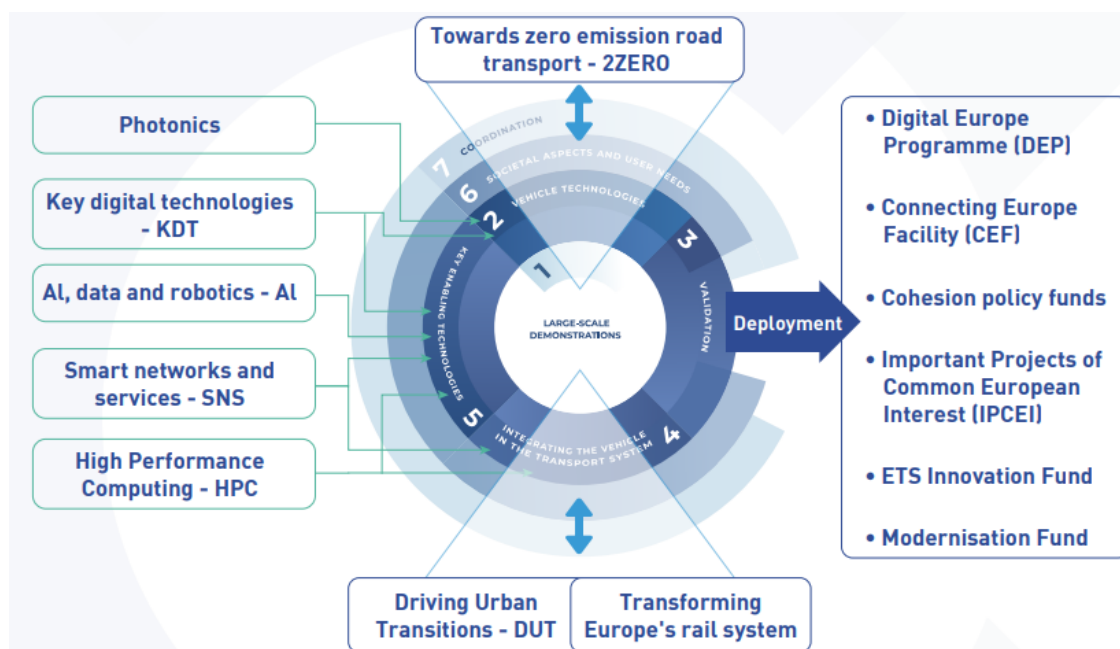 Towards zero emission road
transport - 2ZERO
Photonics
Key digital technologies
- KDT
AI, data and robotics - AI
Smart networks and
services - SNS
High Performance
Computing - HPC
7 COORDINATION
6 SOCIETAL ASPECTS AND USER NEEDS
2 VEHICLE TECHNOLOGIES
3 VALIDATION
1 LARGE-SCALE
DEMONSTRATIONS
KEY ENABLING TECHNOLOGIES
5
INTEGRATING THE VEHICLE
IN THE TRANSPORT SYSTEM
4
Deployment
• Digital Europe
Programme (DEP)
• Connecting Europe
Facility (CEF)
• Cohesion policy funds
• Important Projects of
Common European
Interest (IPCEI)
• ETS Innovation Fund
• Modernisation Fund
Driving Urban
Transitions - DUT
Transforming
Europe's rail system